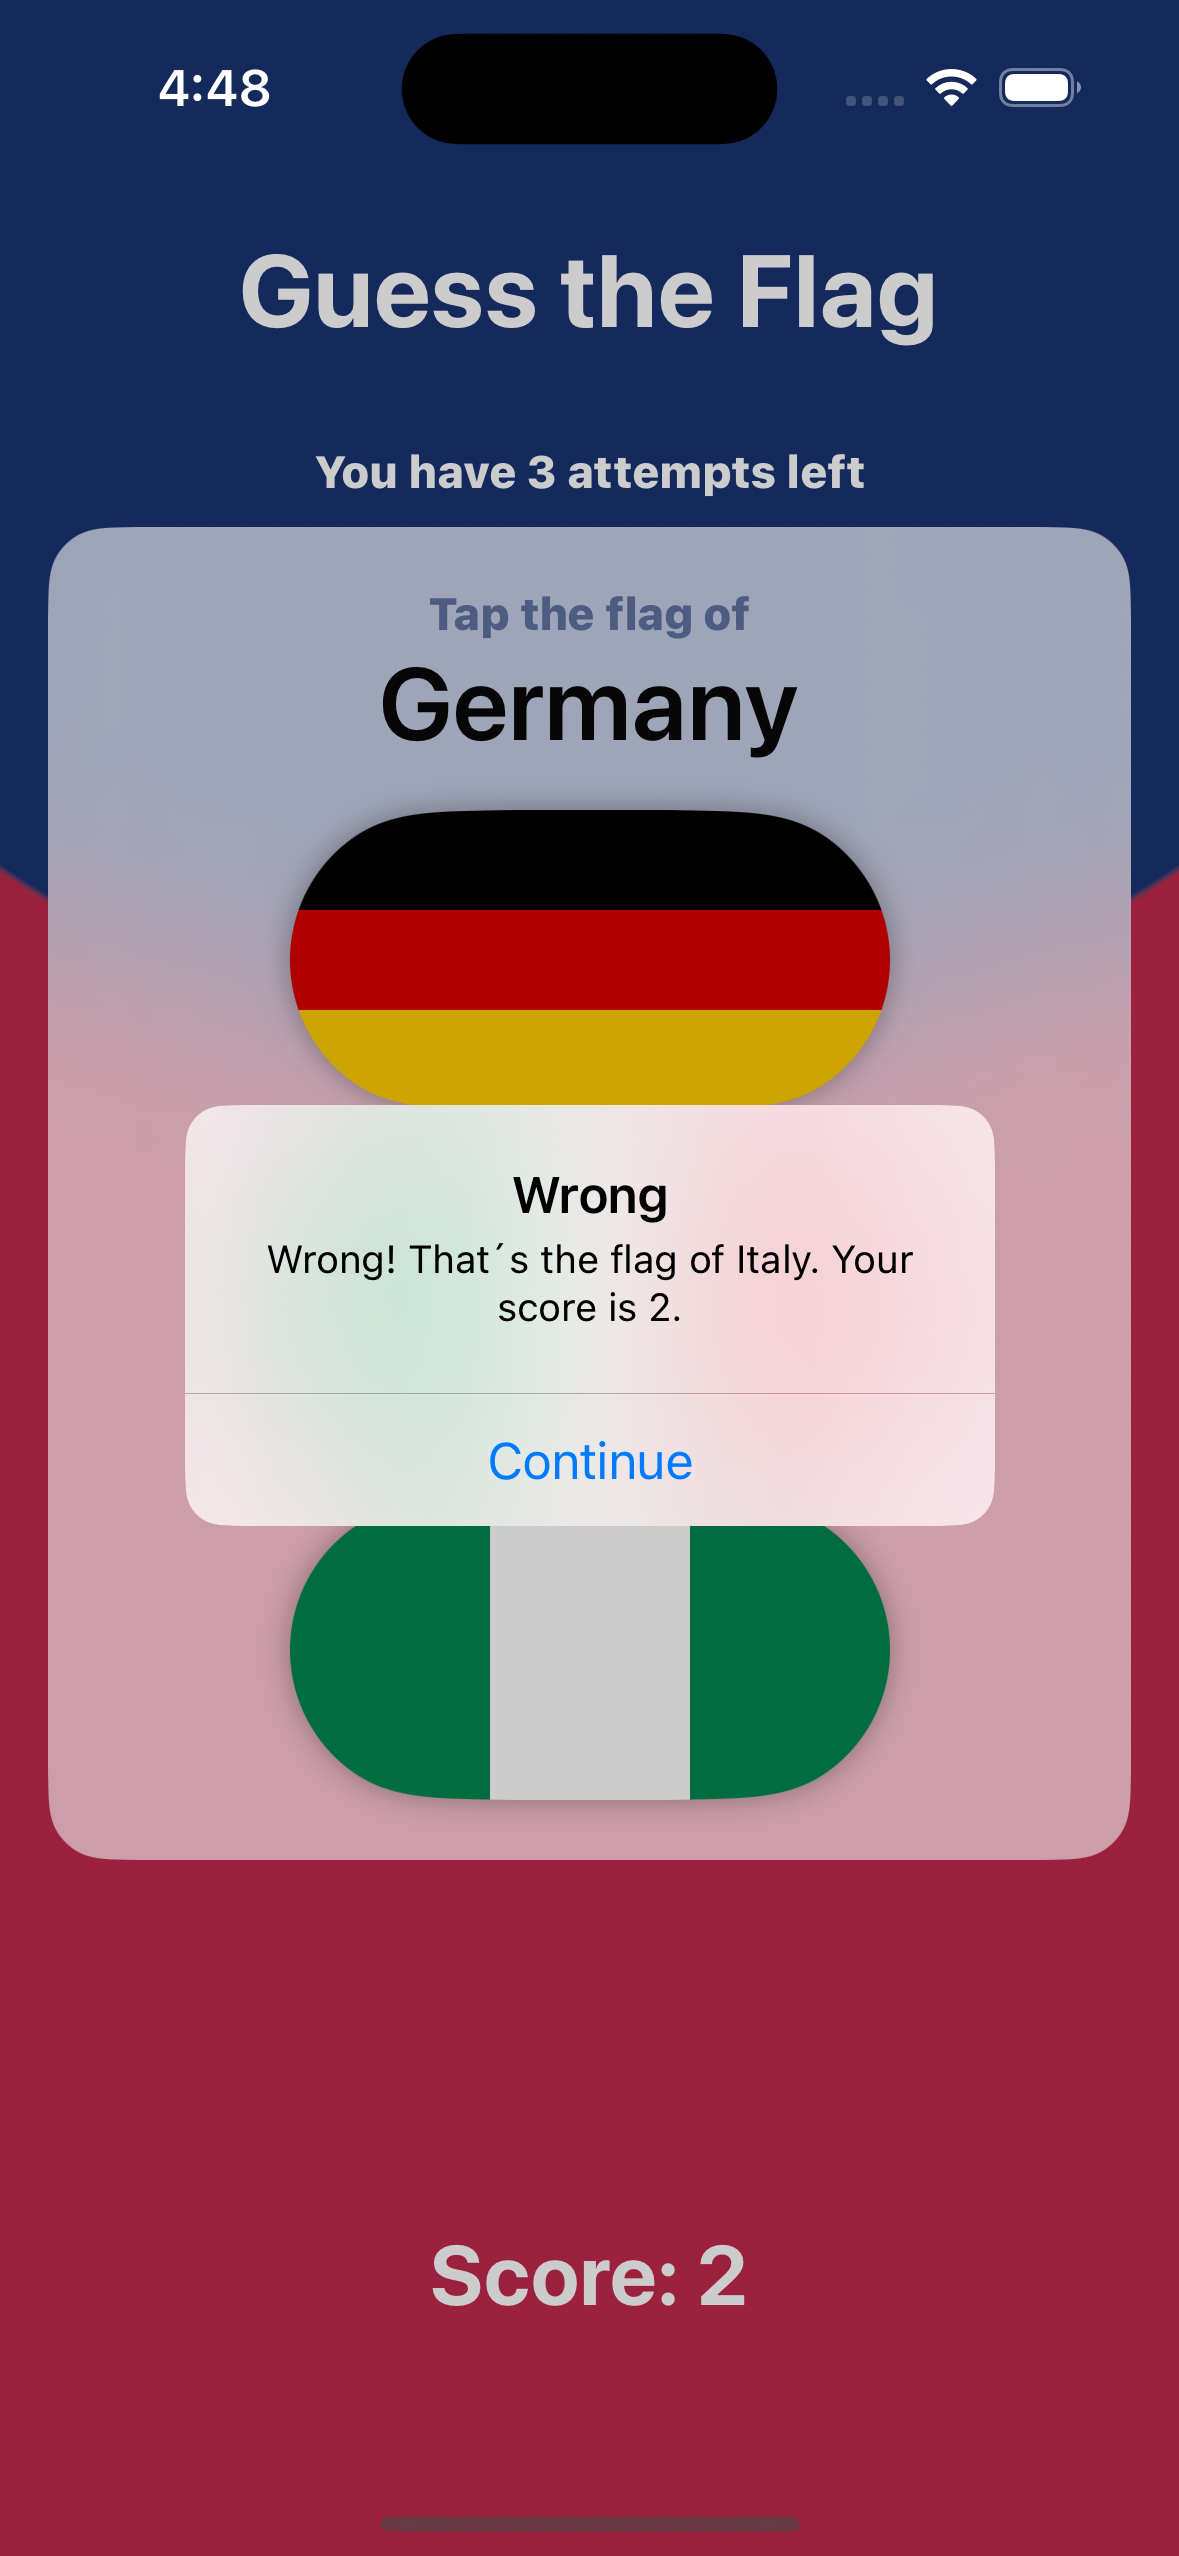 4:48
Guess the Flag
You have 3 attempts left
Tap the flag of
Germany
Wrong
Wrong! That´s the flag of Italy. Your
score is 2.
Continue
Score: 2